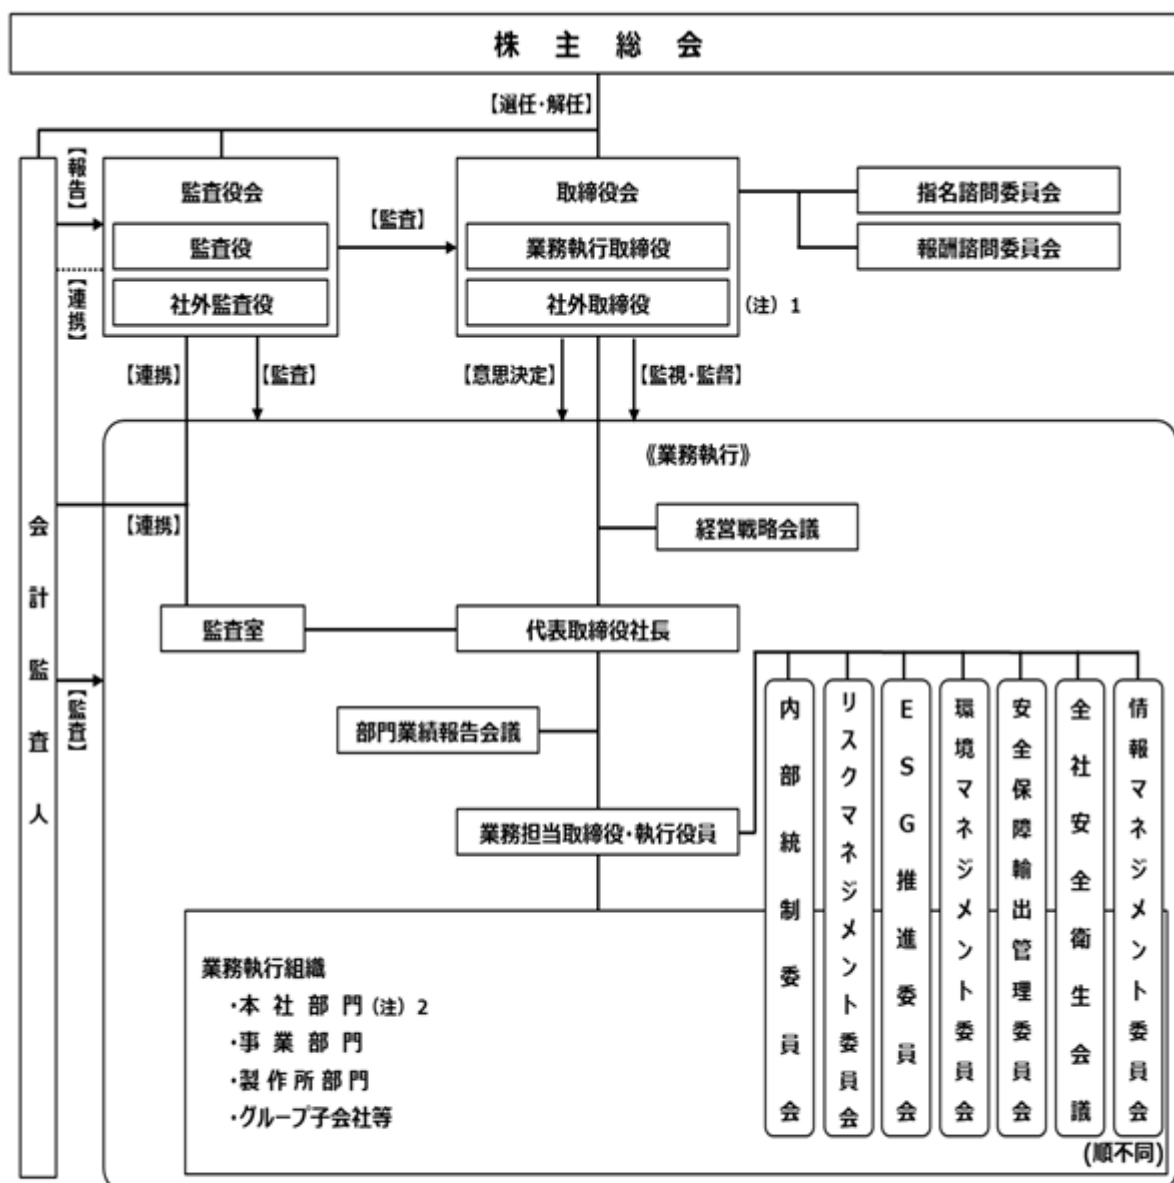 株主総会
【選任・解任】
【報告】
監査役会
監査役
社外監査役
【監査】
取締役会
業務執行取締役
社外取締役
(注) 1
指名諮問委員会
報酬諮問委員会
【連携】
【連携】
【監査】
【意思決定】
【監視・監督】
《業務執行》
経営戦略会議
【連携】
会計監査人
監査室
代表取締役社長
【監査】
部門業績報告会議
業務担当取締役・執行役員
内部統制委員会
リスクマネジメント委員会
ESG推進委員会
環境マネジメント委員会
安全保障輸出管理委員会
全社安全衛生会議
情報マネジメント委員会
業務執行組織
・本社部門 (注) 2
・事業部門
・製作所部門
・グループ子会社等
(順不同)